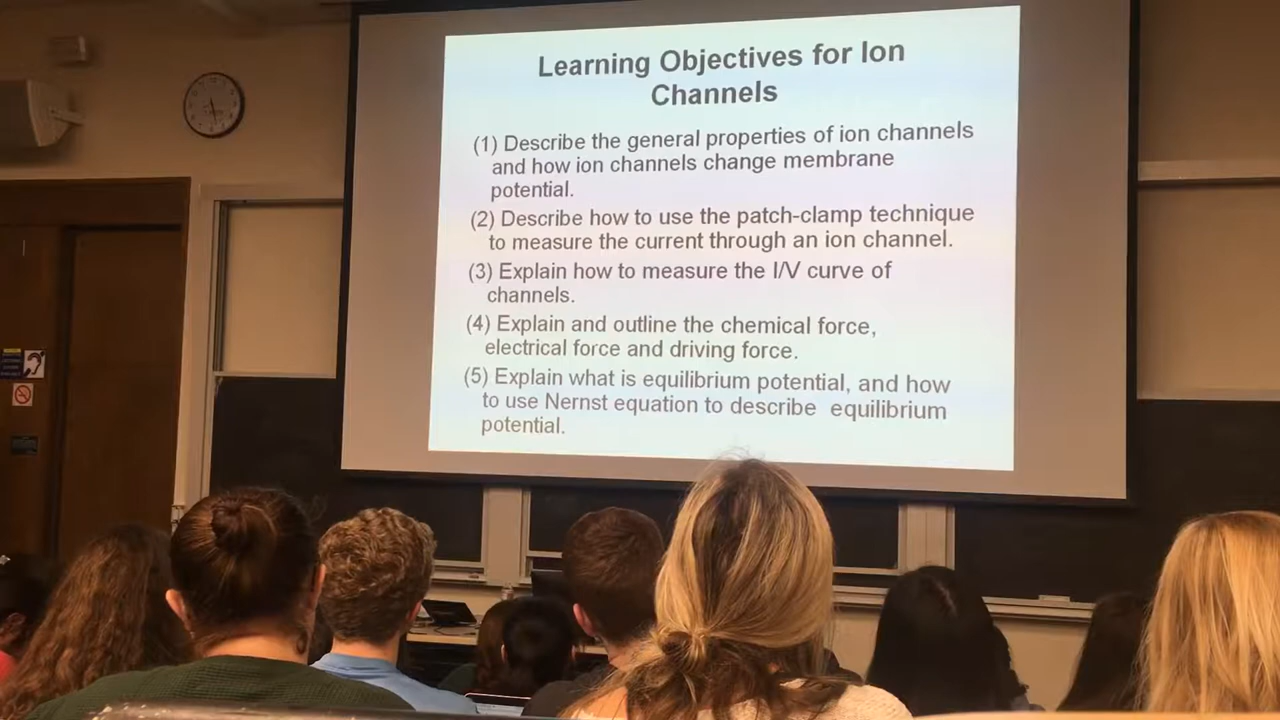 Learning Objectives for Ion
Channels
(1) Describe the general properties of ion channels
and how ion channels change membrane
potential.
(2) Describe how to use the patch-clamp technique
to measure the current through an ion channel.
(3) Explain how to measure the I/V curve of
channels.
(4) Explain and outline the chemical force,
electrical force and driving force.
(5) Explain what is equilibrium potential, and how
to use Nernst equation to describe  equilibrium
potential.